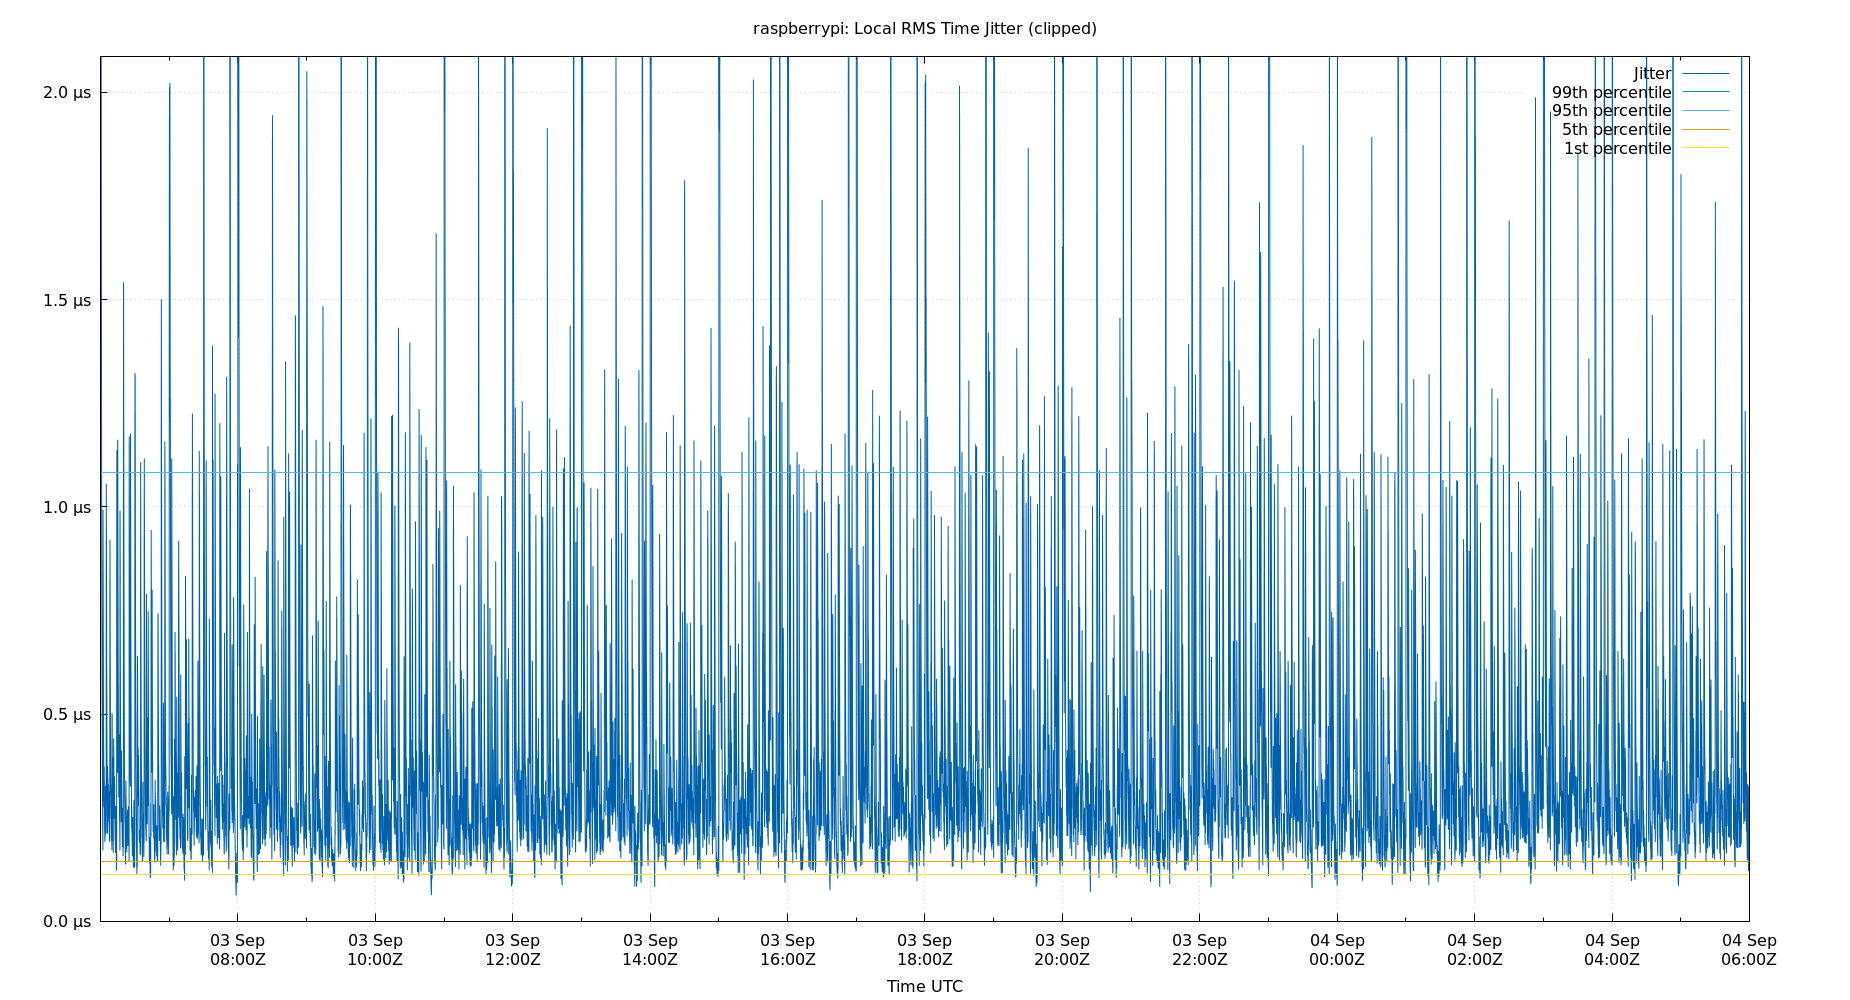 raspberrypi: Local RMS Time Jitter (clipped)
Jitter
99th percentile
95th percentile
5th percentile
1st percentile
2.0 µs
1.5 µs
1.0 µs
0.5 µs
0.0 µs
03 Sep 03 Sep 03 Sep 03 Sep 03 Sep 03 Sep 03 Sep 03 Sep 04 Sep 04 Sep 04 Sep 04 Sep
08:00Z 10:00Z 12:00Z 14:00Z 16:00Z 18:00Z 20:00Z 22:00Z 00:00Z 02:00Z 04:00Z 06:00Z
Time UTC